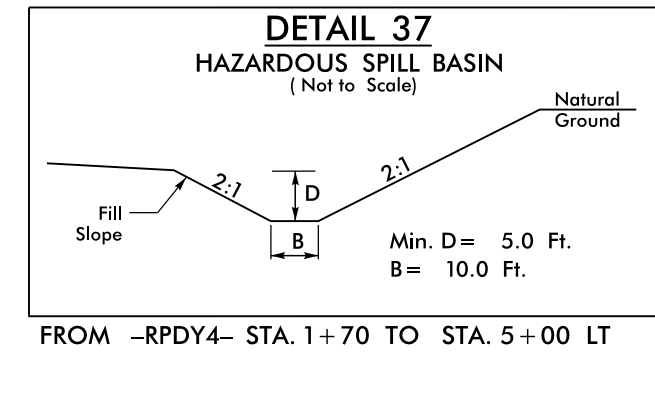 DETAIL 37
HAZARDOUS SPILL BASIN
(Not to Scale)
Natural
Ground
2:1
2:1
D
Fill
Slope
B
Min. D= 5.0 Ft.
B= 10.0 Ft.
FROM -RPDY4- STA. 1+70 TO STA. 5+00 LT